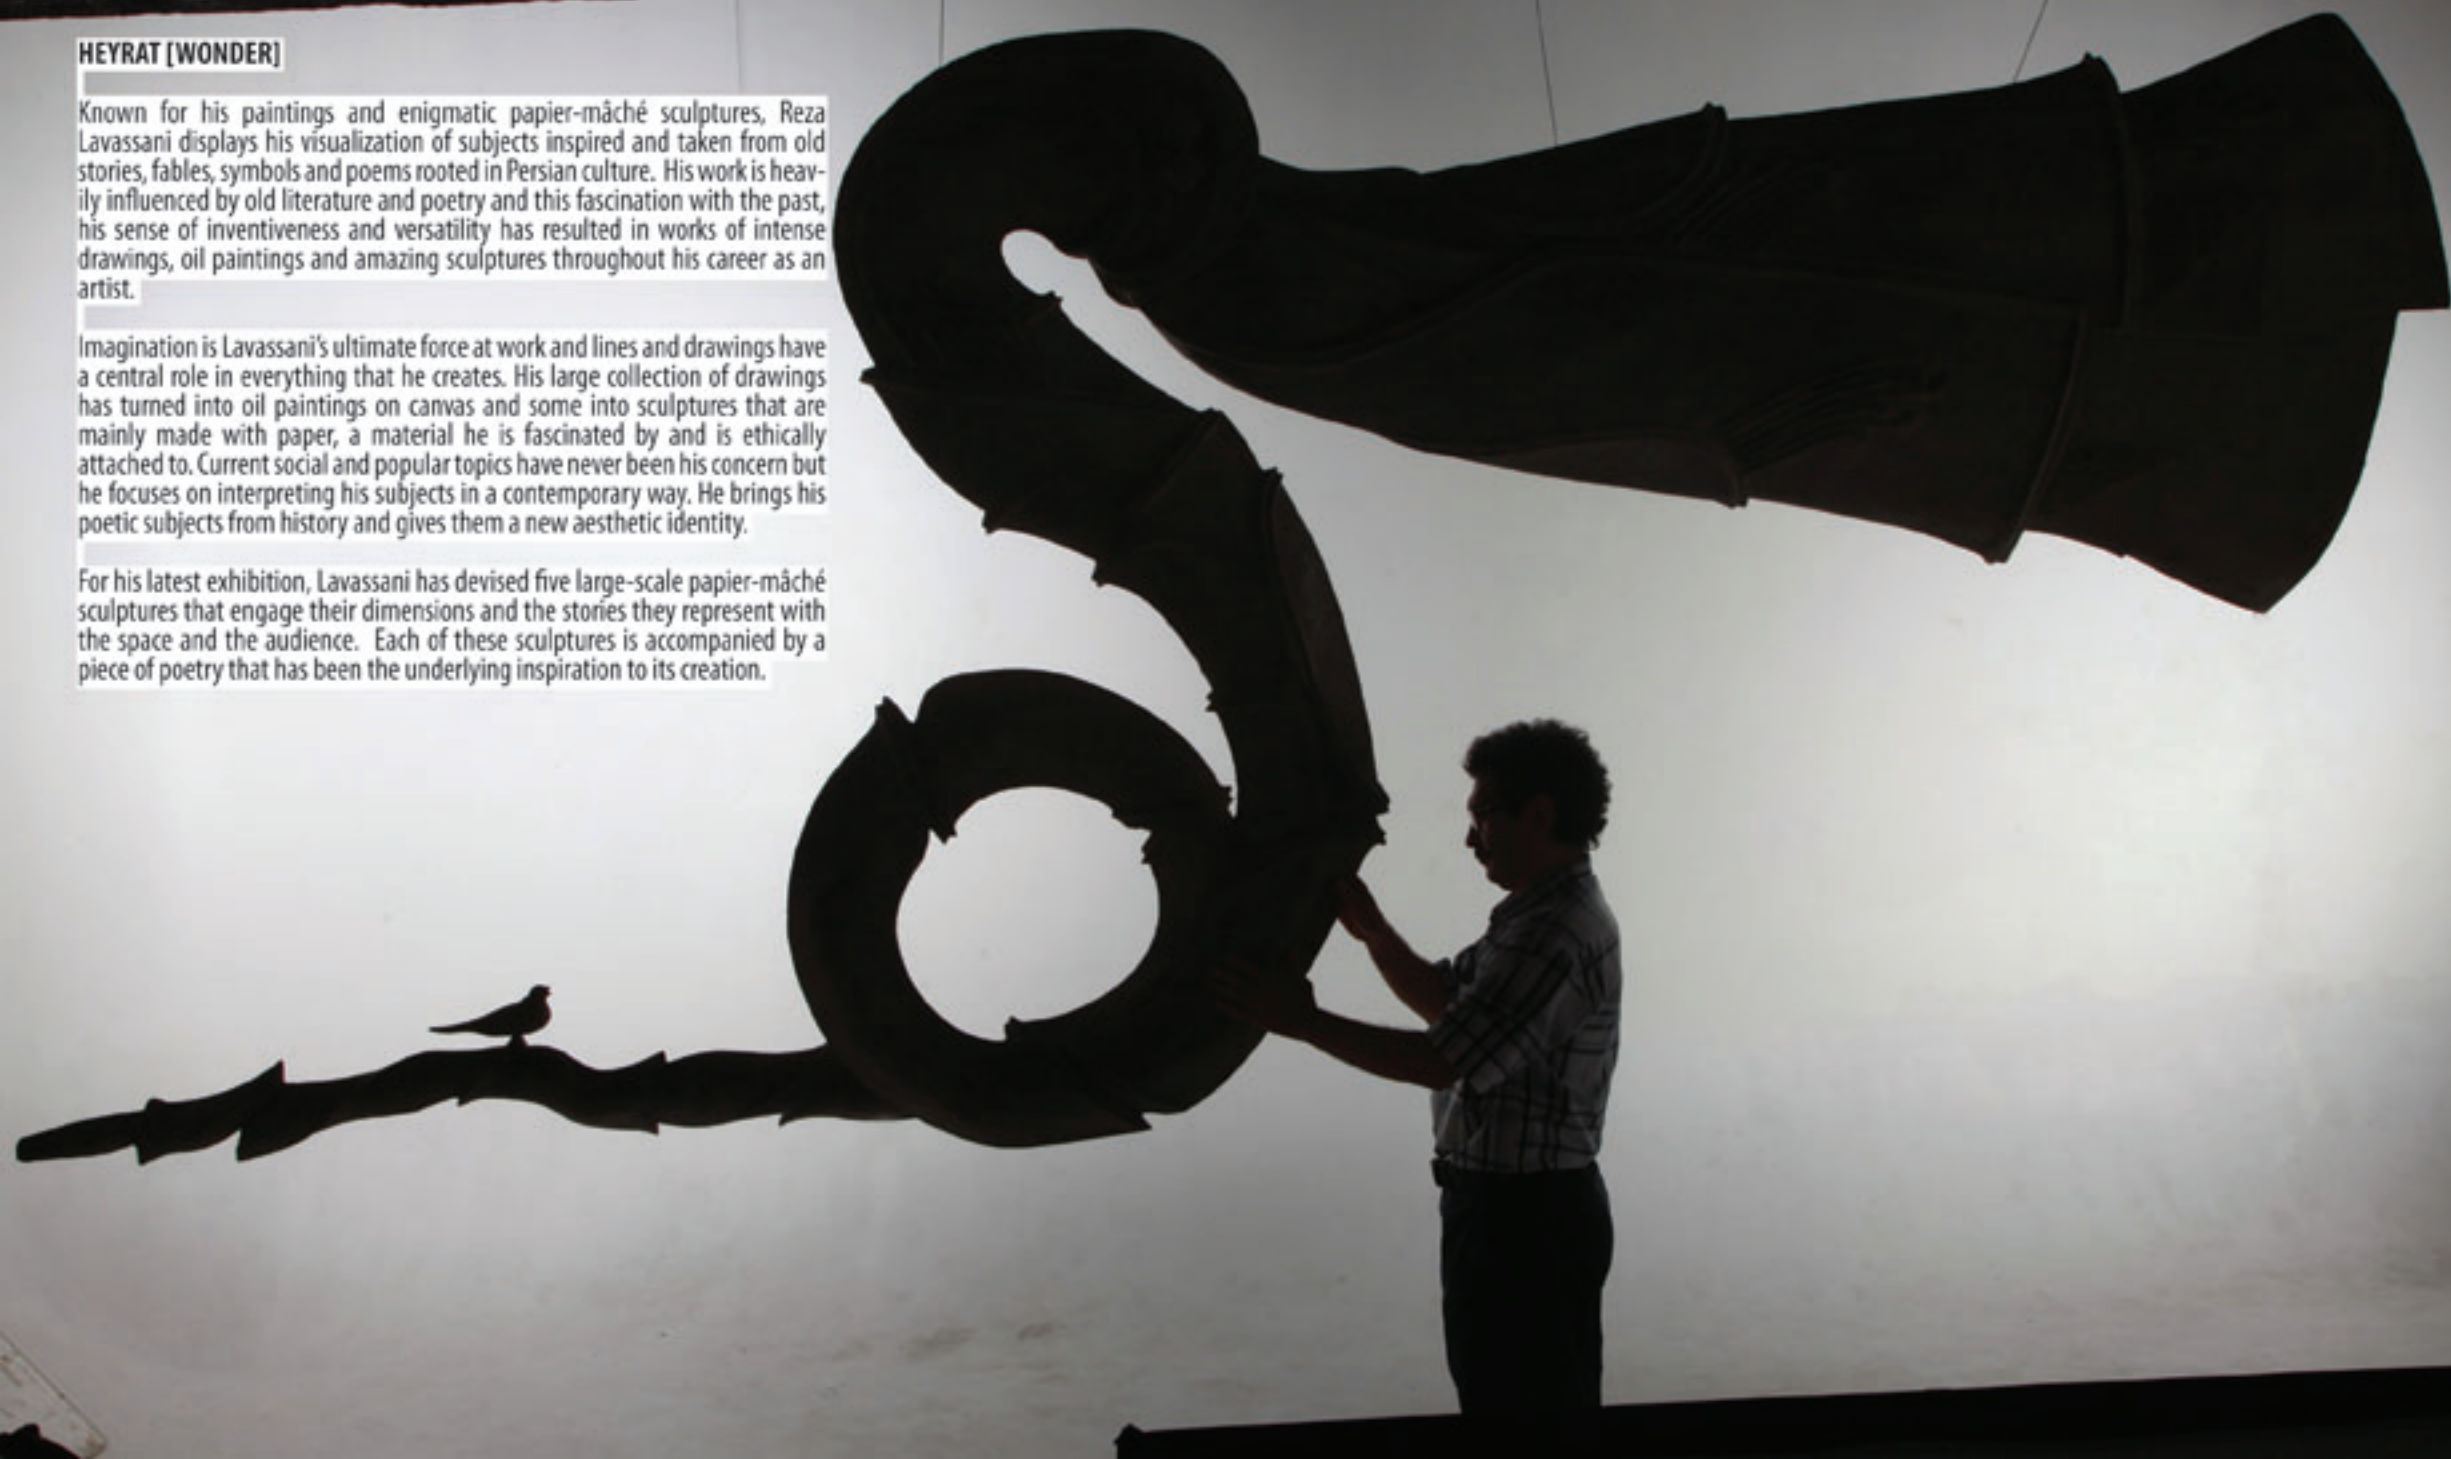 HEYRAT [WONDER]
Known for his paintings and enigmatic papier-mâché sculptures, Reza
Lavassani displays his visualization of subjects inspired and taken from old
stories, fables, symbols and poems rooted in Persian culture. His work is heav-
ily influenced by old literature and poetry and this fascination with the past,
his sense of inventiveness and versatility has resulted in works of intense
drawings, oil paintings and amazing sculptures throughout his career as an
artist.
Imagination is Lavassani's ultimate force at work and lines and drawings have
a central role in everything that he creates. His large collection of drawings
has turned into oil paintings on canvas and some into sculptures that are
mainly made with paper, a material he is fascinated by and is ethically
attached to. Current social and popular topics have never been his concern but
he focuses on interpreting his subjects in a contemporary way. He brings his
poetic subjects from history and gives them a new aesthetic identity.
For his latest exhibition, Lavassani has devised five large-scale papier-mâché
sculptures that engage their dimensions and the stories they represent with
the space and the audience. Each of these sculptures is accompanied by a
piece of poetry that has been the underlying inspiration to its creation.